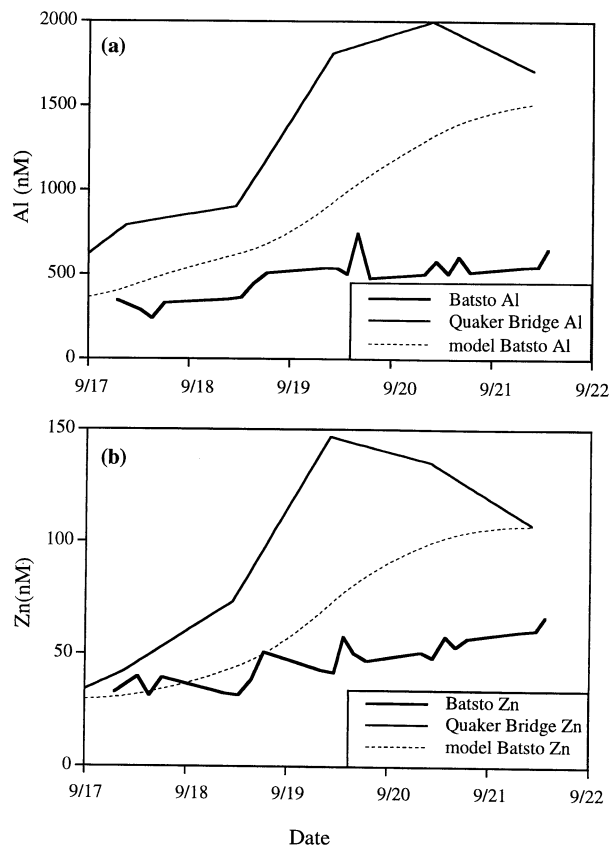 2000
(a)
1500
Al (nM)
1000
500
Batsto Al
Quaker Bridge Al
model Batsto Al
0
9/17 9/18 9/19 9/20 9/21 9/22
150
(b)
100
Zn(nM)
50
Batsto Zn
Quaker Bridge Zn
model Batsto Zn
0
9/17 9/18 9/19 9/20 9/21 9/22
Date